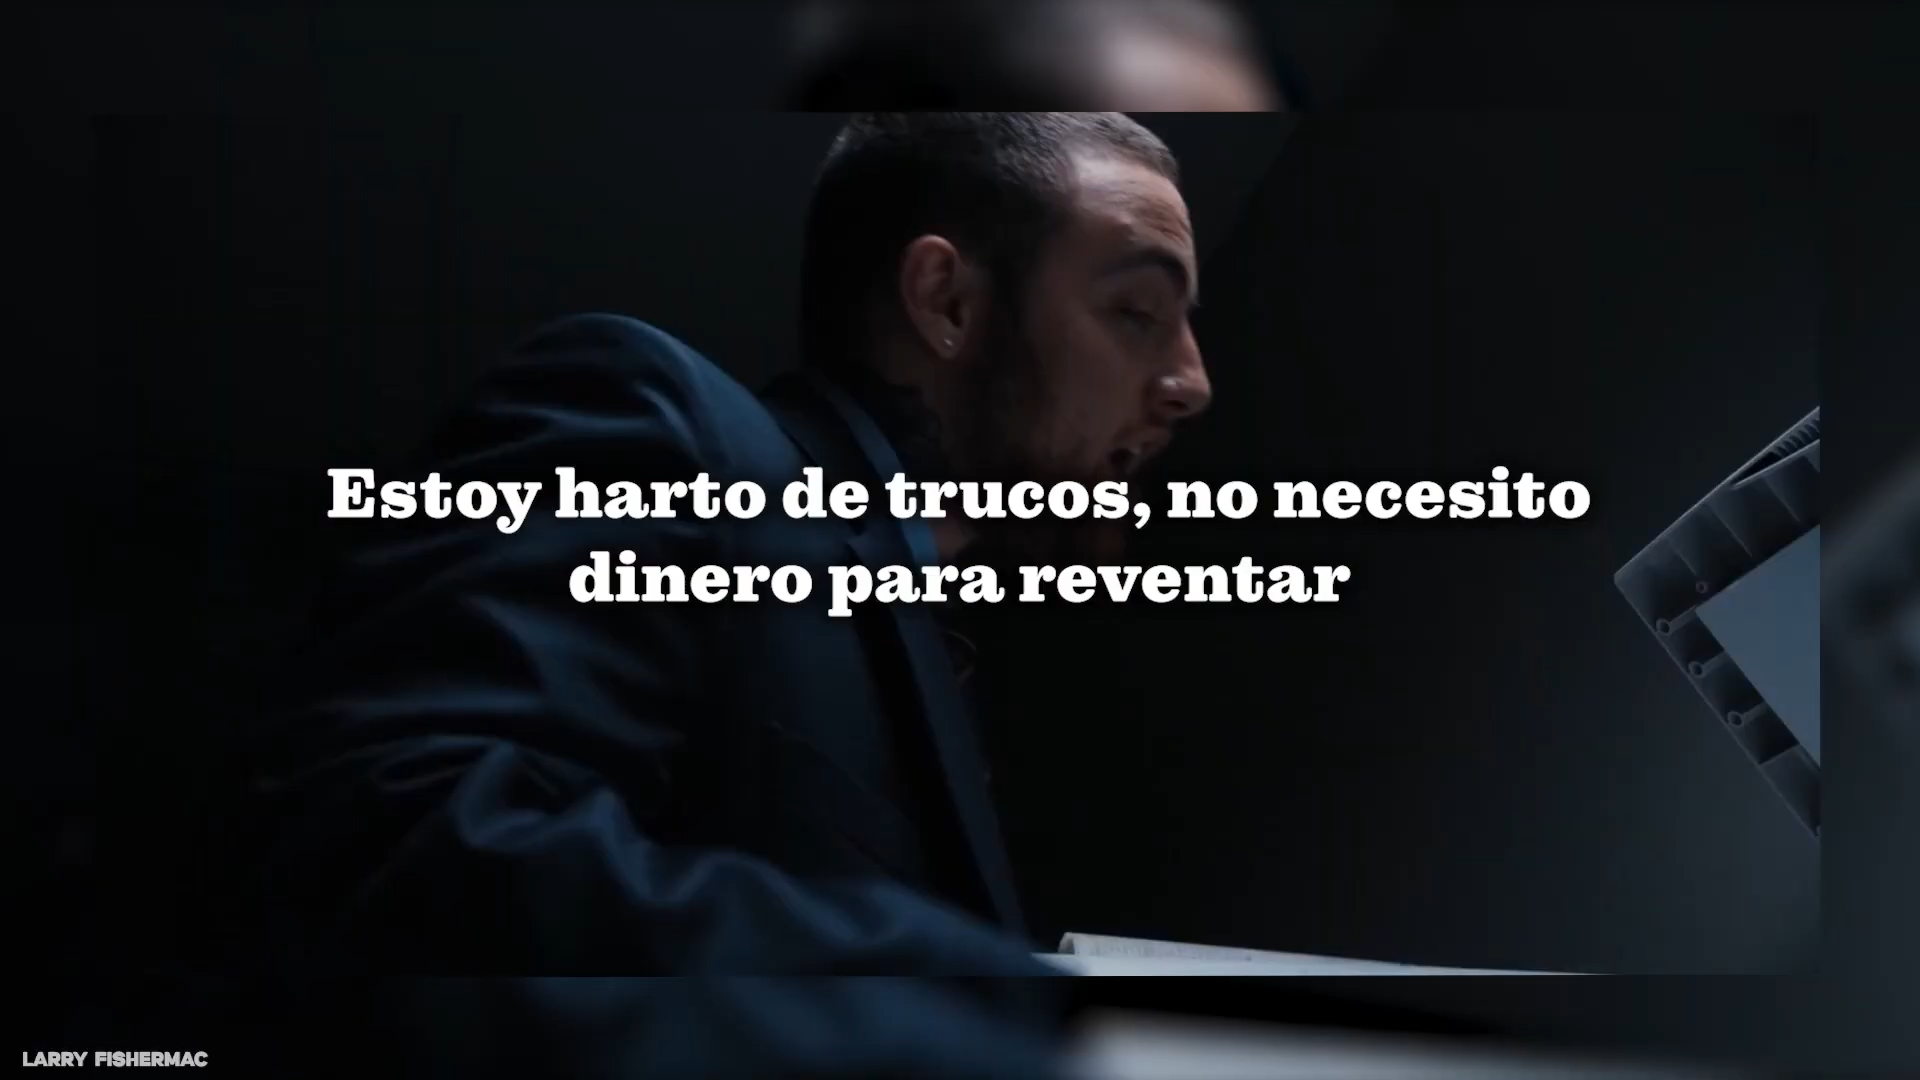 Estoy harto de trucos, no necesito
dinero para reventar
LARRY FISHERMAC